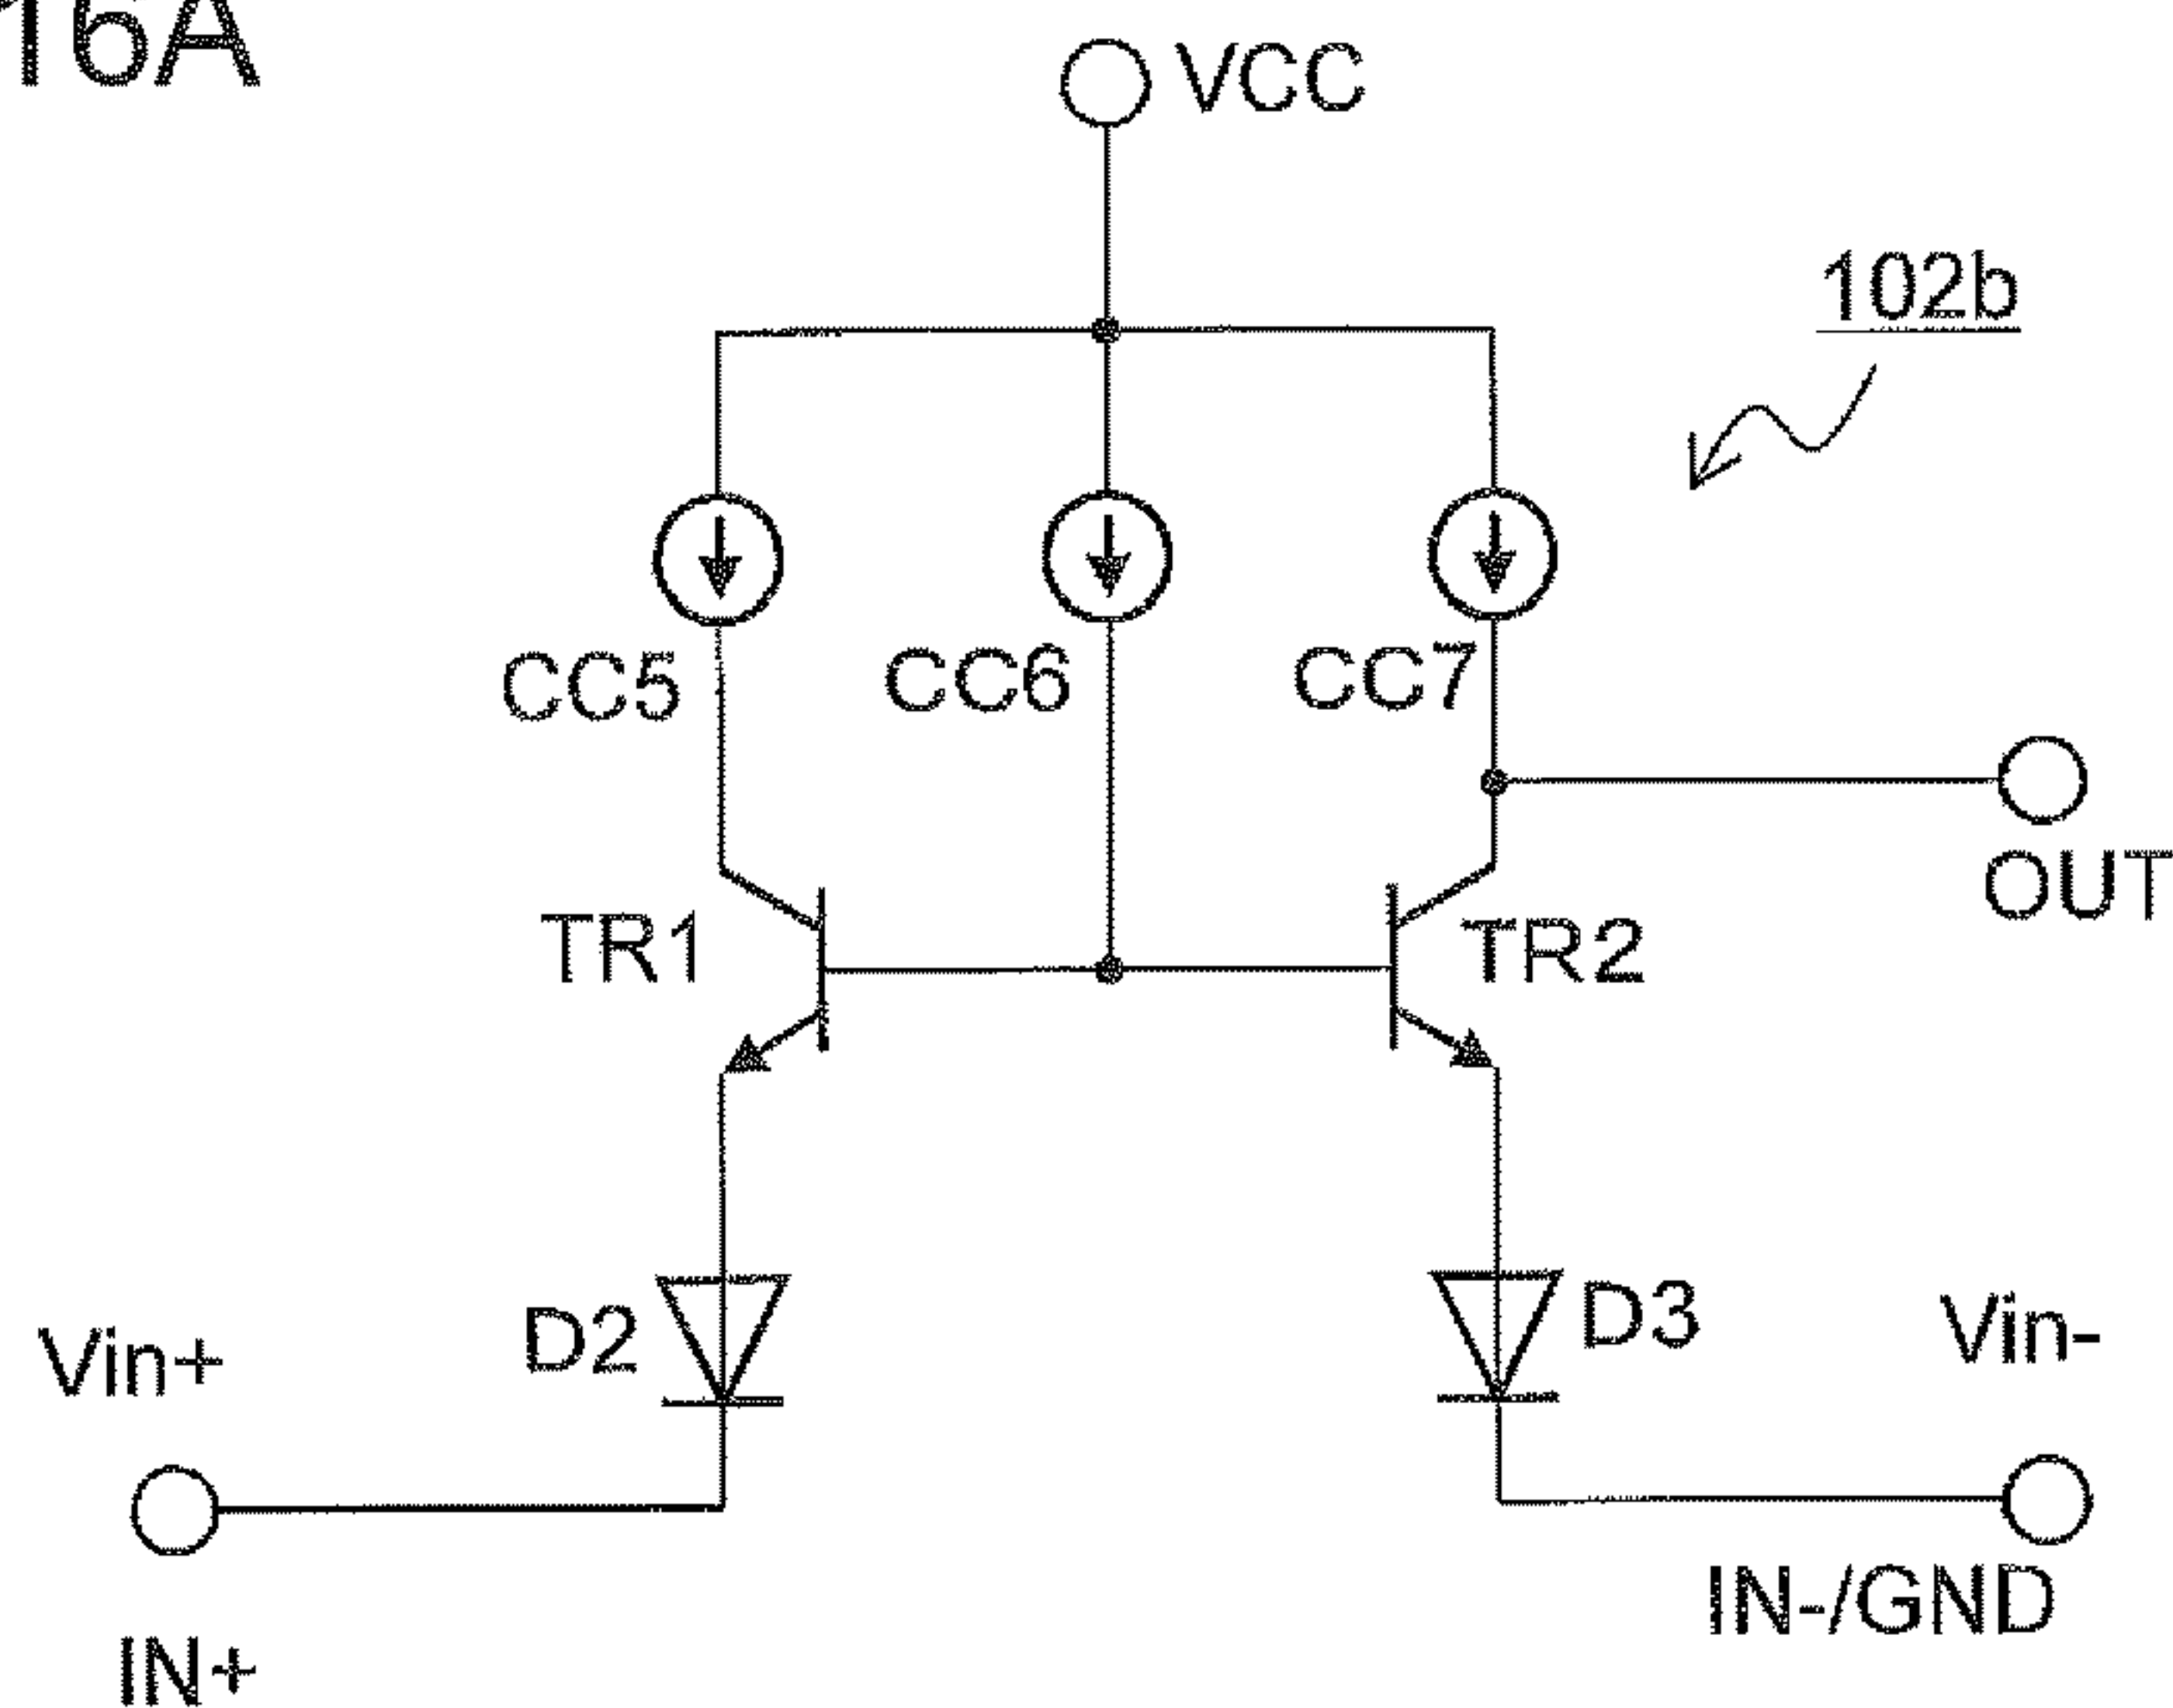 16A
VCC
102b
CC5
CC6
CC7
OUT
TR1
TR2
D2
D3
Vin+
Vin-
IN-/GND
IN+